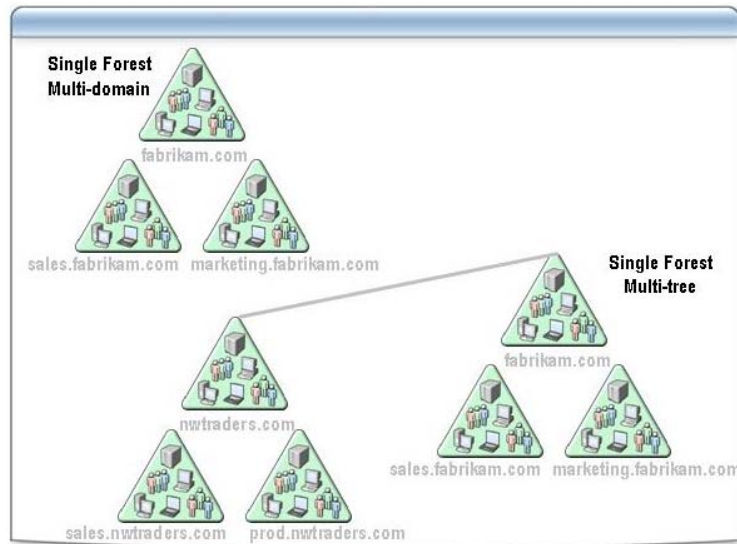 Single Forest
Multi-domain
fabrikam.com
sales.fabrikam.com
marketing.fabrikam.com
Single Forest
Multi-tree
fabrikam.com
nwtraders.com
sales.fabrikam.com
marketing.fabrikam.com
sales.nwtraders.com
prod.nwtraders.com